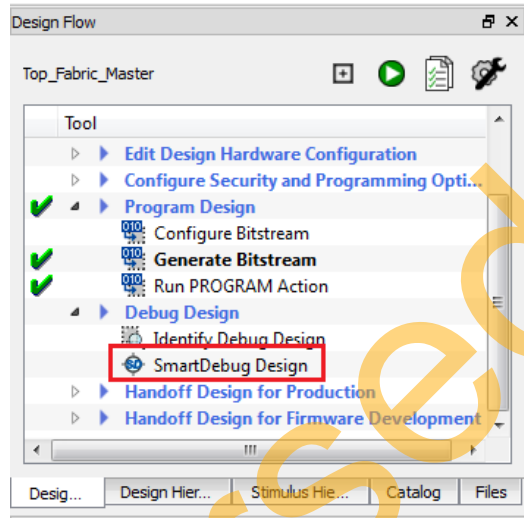 Design Flow
Top_Fabric_Master
Tool
Edit Design Hardware Configuration
Configure Security and Programming Opti...
Program Design
Configure Bitstream
Generate Bitstream
Run PROGRAM Action
Debug Design
Identify Debug Design
SmartDebug Design
Handoff Design for Production
Handoff Design for Firmware Development
Desig... Design Hier... Stimulus Hie... Catalog Files